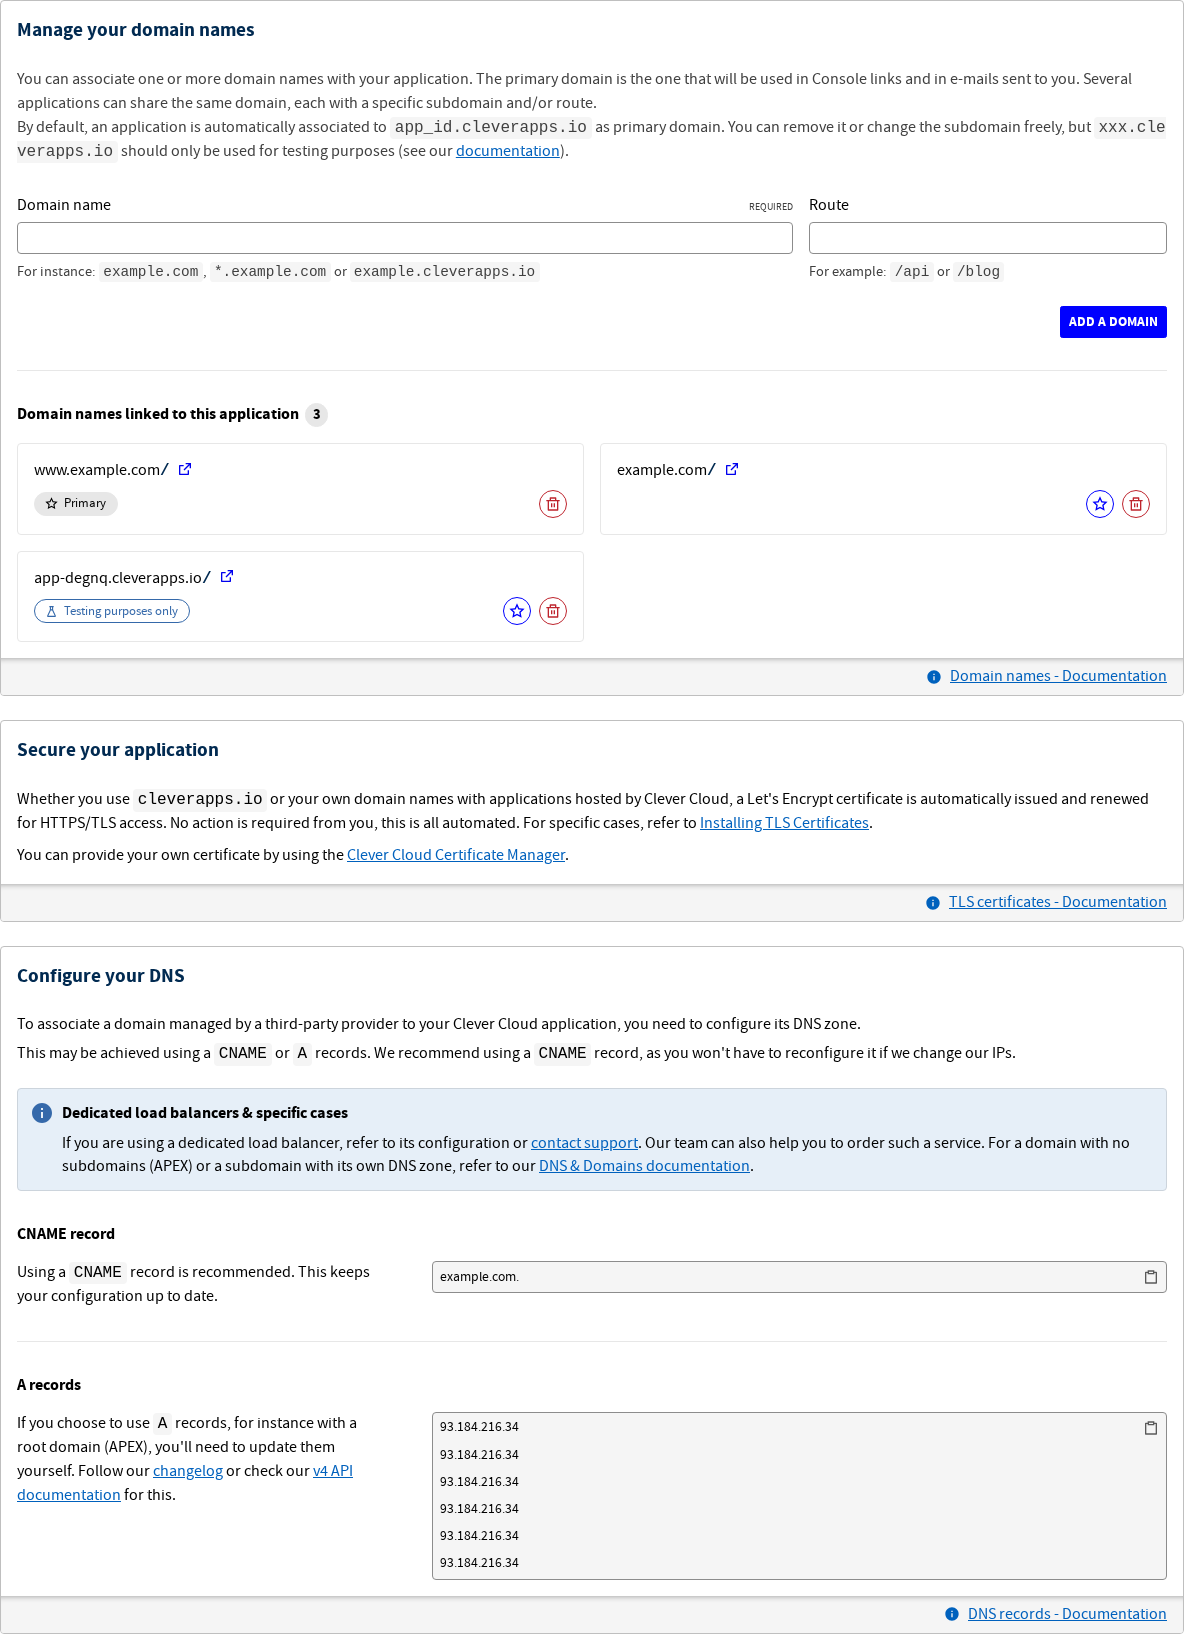 Manage your domain names
You can associate one or more domain names with your application. The primary domain is the one that will be used in Console links and in e-mails sent to you. Several
applications can share the same domain, each with a specific subdomain and/or route.
By default, an application is automatically associated to app_id.cleverapps.io as primary domain. You can remove it or change the subdomain freely, but xxx.cle
verapps.io should only be used for testing purposes (see our documentation).
Domain name REQUIRED Route
For instance: example.com, *.example.com or example.cleverapps.io For example: /api or /blog
ADD A DOMAIN
Domain names linked to this application 3
www.example.com/ example.com/
Primary
app-degnq.cleverapps.io/
Testing purposes only
Domain names - Documentation
Secure your application
Whether you use cleverapps.io or your own domain names with applications hosted by Clever Cloud, a Let's Encrypt certificate is automatically issued and renewed
for HTTPS/TLS access. No action is required from you, this is all automated. For specific cases, refer to Installing TLS Certificates.
You can provide your own certificate by using the Clever Cloud Certificate Manager.
TLS certificates - Documentation
Configure your DNS
To associate a domain managed by a third-party provider to your Clever Cloud application, you need to configure its DNS zone.
This may be achieved using a CNAME or A records. We recommend using a CNAME record, as you won't have to reconfigure it if we change our IPs.
Dedicated load balancers & specific cases
If you are using a dedicated load balancer, refer to its configuration or contact support. Our team can also help you to order such a service. For a domain with no
subdomains (APEX) or a subdomain with its own DNS zone, refer to our DNS & Domains documentation.
CNAME record
Using a CNAME record is recommended. This keeps
your configuration up to date.
example.com.
A records
If you choose to use A records, for instance with a
root domain (APEX), you'll need to update them
yourself. Follow our changelog or check our v4 API
documentation for this.
93.184.216.34
93.184.216.34
93.184.216.34
93.184.216.34
93.184.216.34
93.184.216.34
DNS records - Documentation